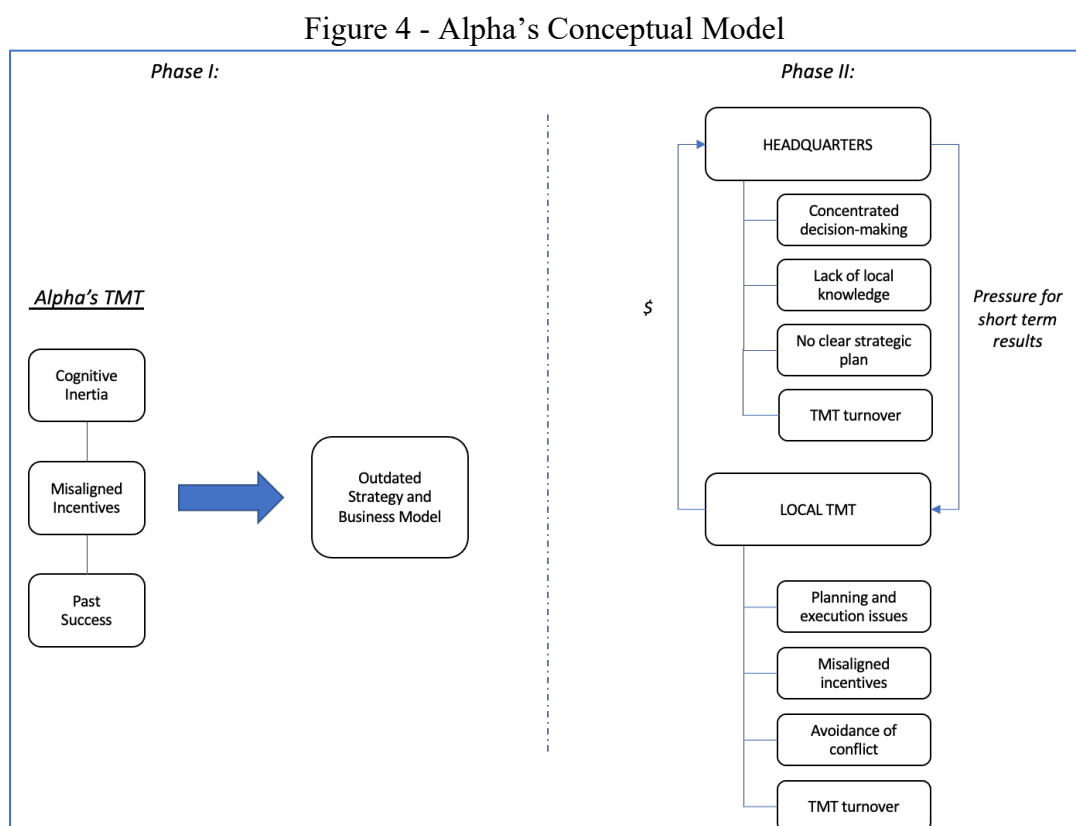 Figure 4 - Alpha’s Conceptual Model
Phase I:
Alpha’s TMT
Cognitive
Inertia
Misaligned
Incentives
Past
Success
Outdated
Strategy and
Business Model
Phase II:
HEADQUARTERS
Concentrated
decision-making
Lack of local
knowledge
No clear strategic
plan
TMT turnover
$
Pressure for
short term
results
LOCAL TMT
Planning and
execution issues
Misaligned
incentives
Avoidance of
conflict
TMT turnover